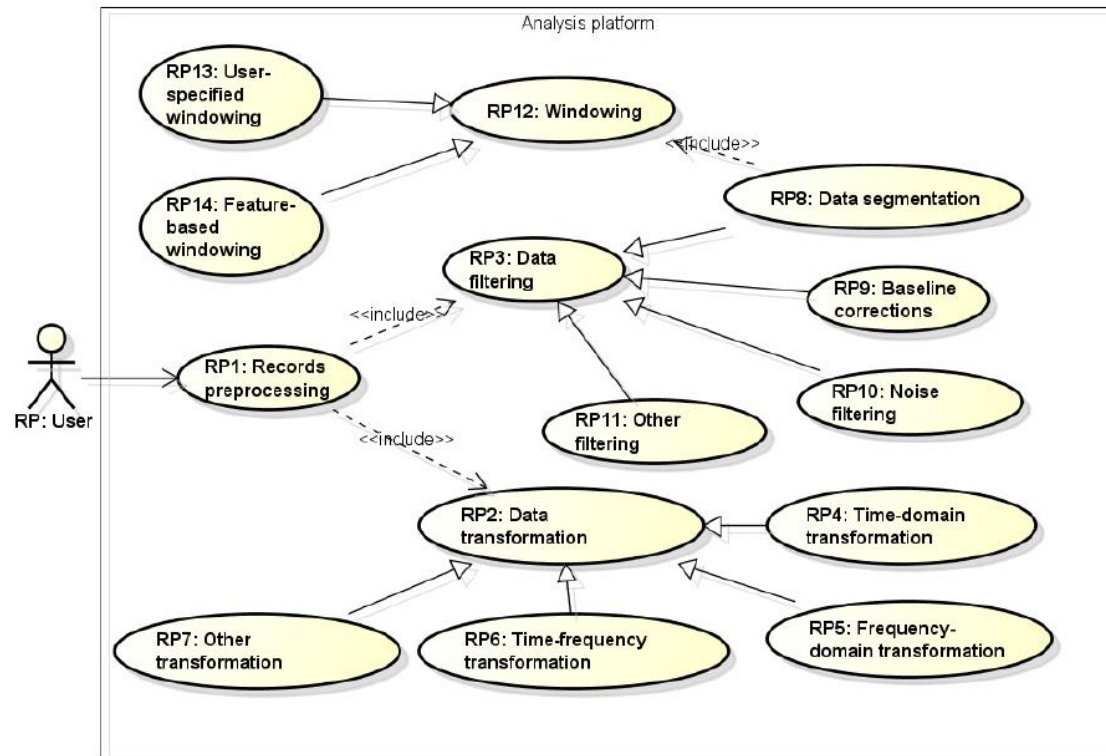 Analysis platform
RP13: User-
specified
windowing
RP12: Windowing
<<include>>
RP14: Feature-
based
windowing
RP8: Data segmentation
RP3: Data
filtering
RP9: Baseline
corrections
<<include>>
RP1: Records
preprocessing
RP: User
RP10: Noise
filtering
RP11: Other
filtering
<<include>>
RP2: Data
transformation
RP4: Time-domain
transformation
RP7: Other
transformation
RP6: Time-frequency
transformation
RP5: Frequency-
domain transformation